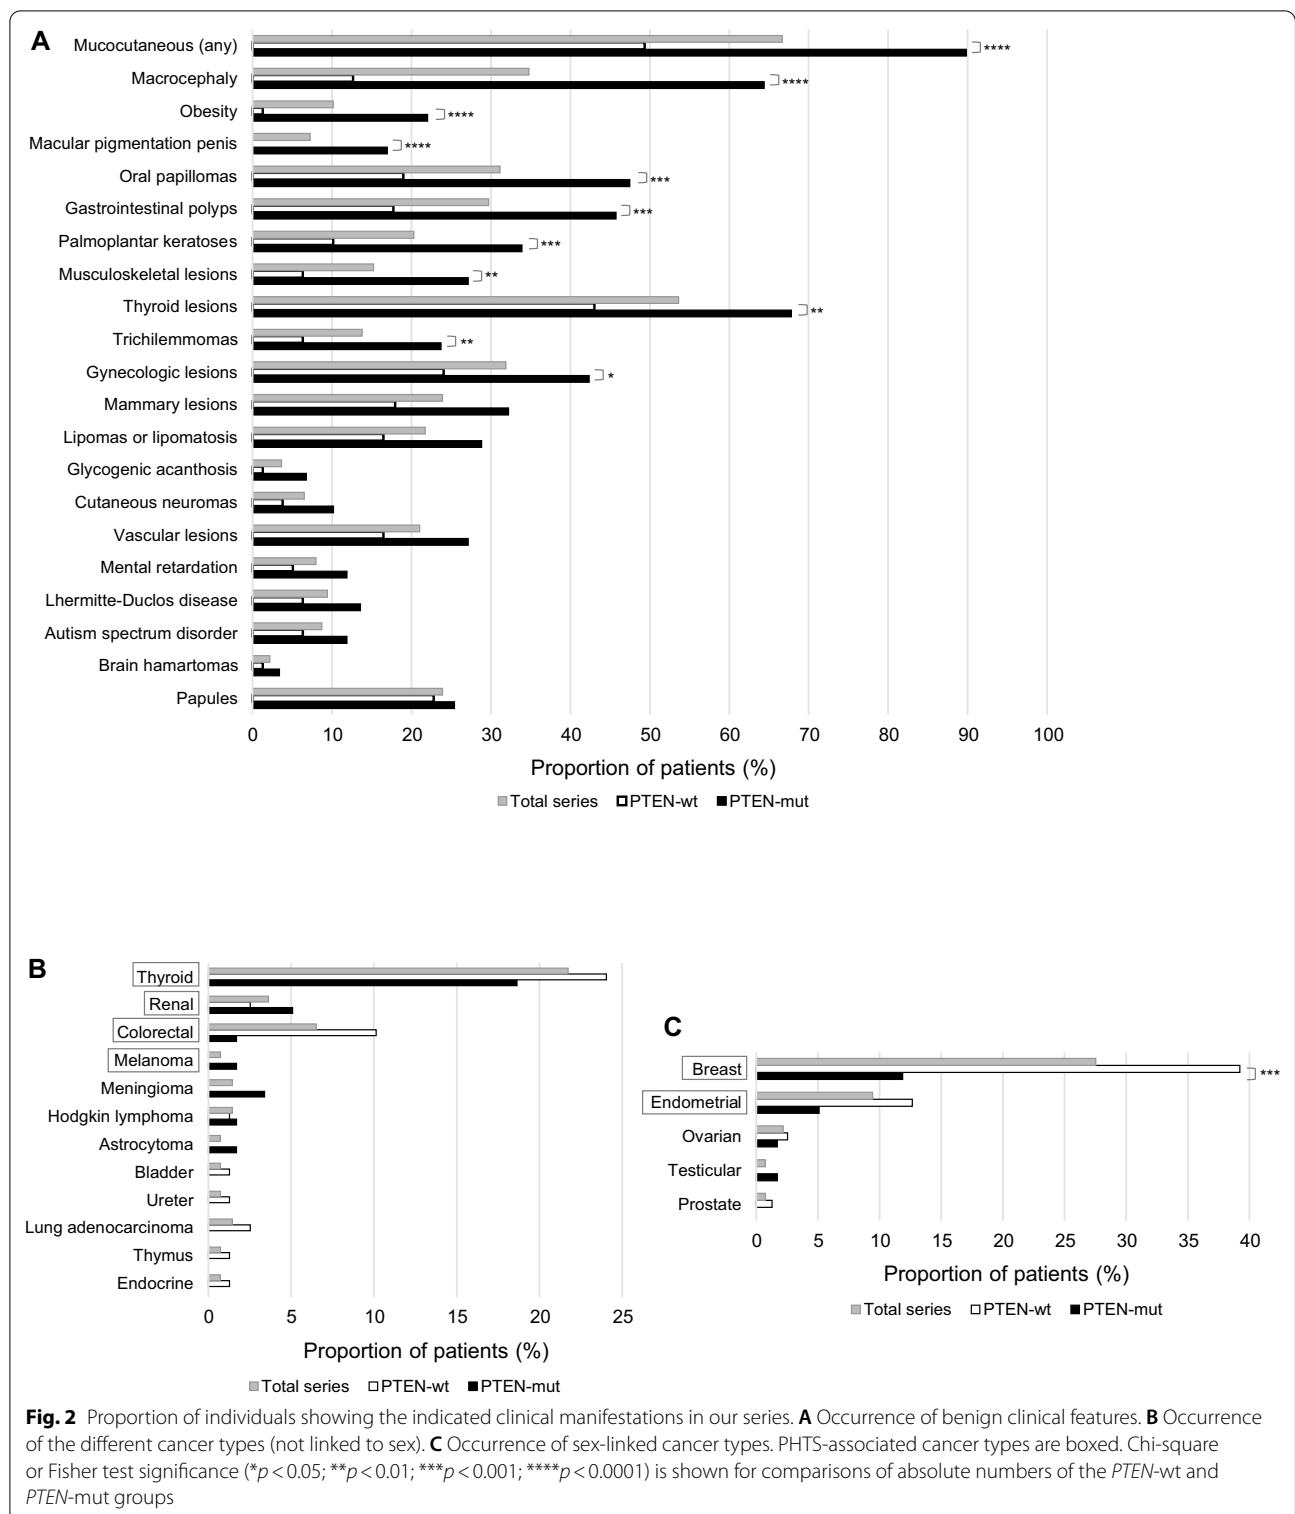 A
Mucocutaneous (any)
****
Macrocephaly
****
Obesity
****
Macular pigmentation penis
****
Oral papillomas
***
Gastrointestinal polyps
***
Palmoplantar keratoses
***
Musculoskeletal lesions
**
Thyroid lesions
**
Trichilemmomas
**
Gynecologic lesions
*
Mammary lesions
Lipomas or lipomatosis
Glycogenic acanthosis
Cutaneous neuromas
Vascular lesions
Mental retardation
Lhermitte-Duclos disease
Autism spectrum disorder
Brain hamartomas
Papules
0 10 20 30 40 50 60 70 80 90 100
Proportion of patients (%)
Total series PTEN-wt PTEN-mut
B
Thyroid
Renal
Colorectal
Melanoma
Meningioma
Hodgkin lymphoma
Astrocytoma
Bladder
Ureter
Lung adenocarcinoma
Thymus
Endocrine
0 5 10 15 20 25
Proportion of patients (%)
Total series PTEN-wt PTEN-mut
C
Breast
***
Endometrial
Ovarian
Testicular
Prostate
0 5 10 15 20 25 30 35 40
Proportion of patients (%)
Total series PTEN-wt PTEN-mut
Fig. 2 Proportion of individuals showing the indicated clinical manifestations in our series. A Occurrence of benign clinical features. B Occurrence
of the different cancer types (not linked to sex). C Occurrence of sex-linked cancer types. PHTS-associated cancer types are boxed. Chi-square
or Fisher test significance (*p < 0.05; **p < 0.01; ***p < 0.001; ****p < 0.0001) is shown for comparisons of absolute numbers of the PTEN-wt and
PTEN-mut groups